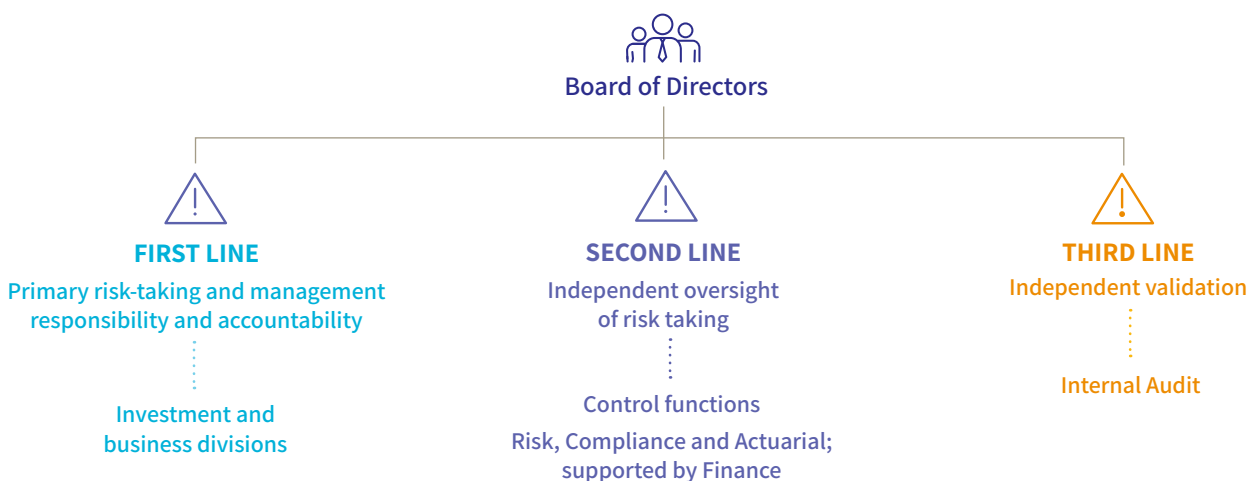 Board of Directors
FIRST LINE
Primary risk-taking and management
responsibility and accountability
Investment and
business divisions
SECOND LINE
Independent oversight
of risk taking
Control functions
Risk, Compliance and Actuarial;
supported by Finance
THIRD LINE
Independent validation
Internal Audit